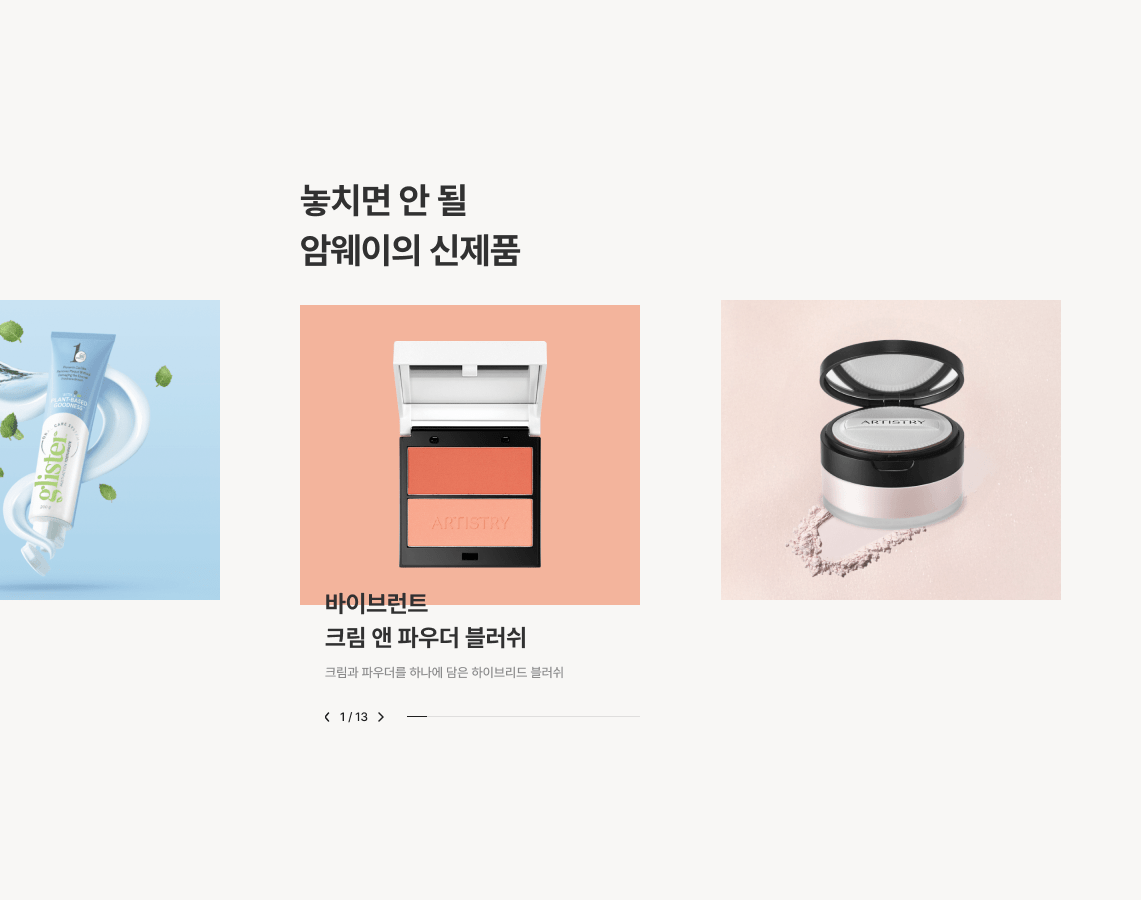 놓치면 안 될
암웨이의 신제품
1
PLANT-BASED
GOODNESS
glister
ARTISTRY
ARTISTRY
바이브런트
크림 앤 파우더 블러쉬
크림과 파우더를 하나에 담은 하이브리드 블러쉬
1 / 13